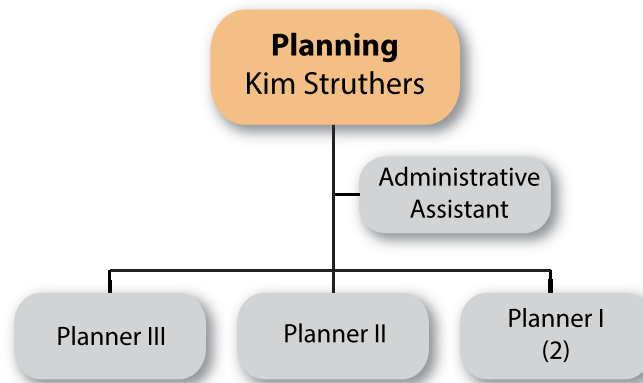 Planning
Kim Struthers
Administrative
Assistant
Planner III
Planner II
Planner I
(2)